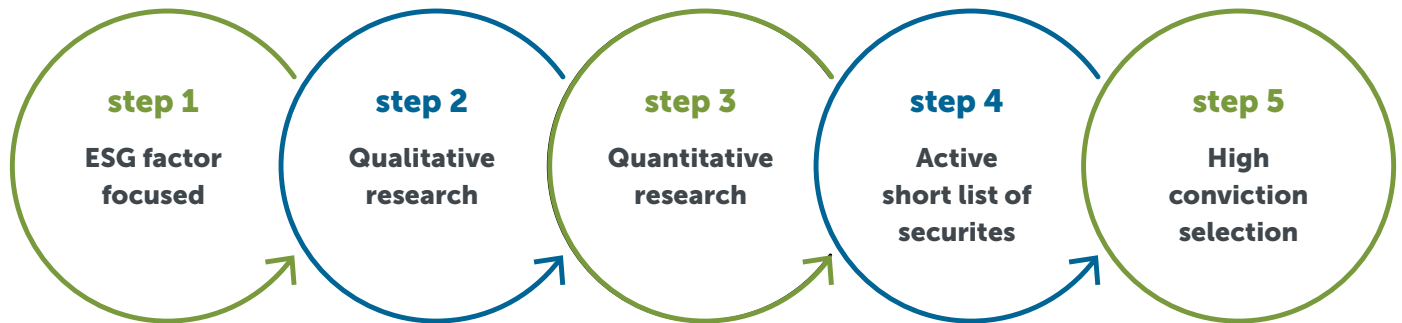 step 1
ESG factor
focused
step 2
Qualitative
research
step 3
Quantitative
research
step 4
Active
short list of
securites
step 5
High
conviction
selection